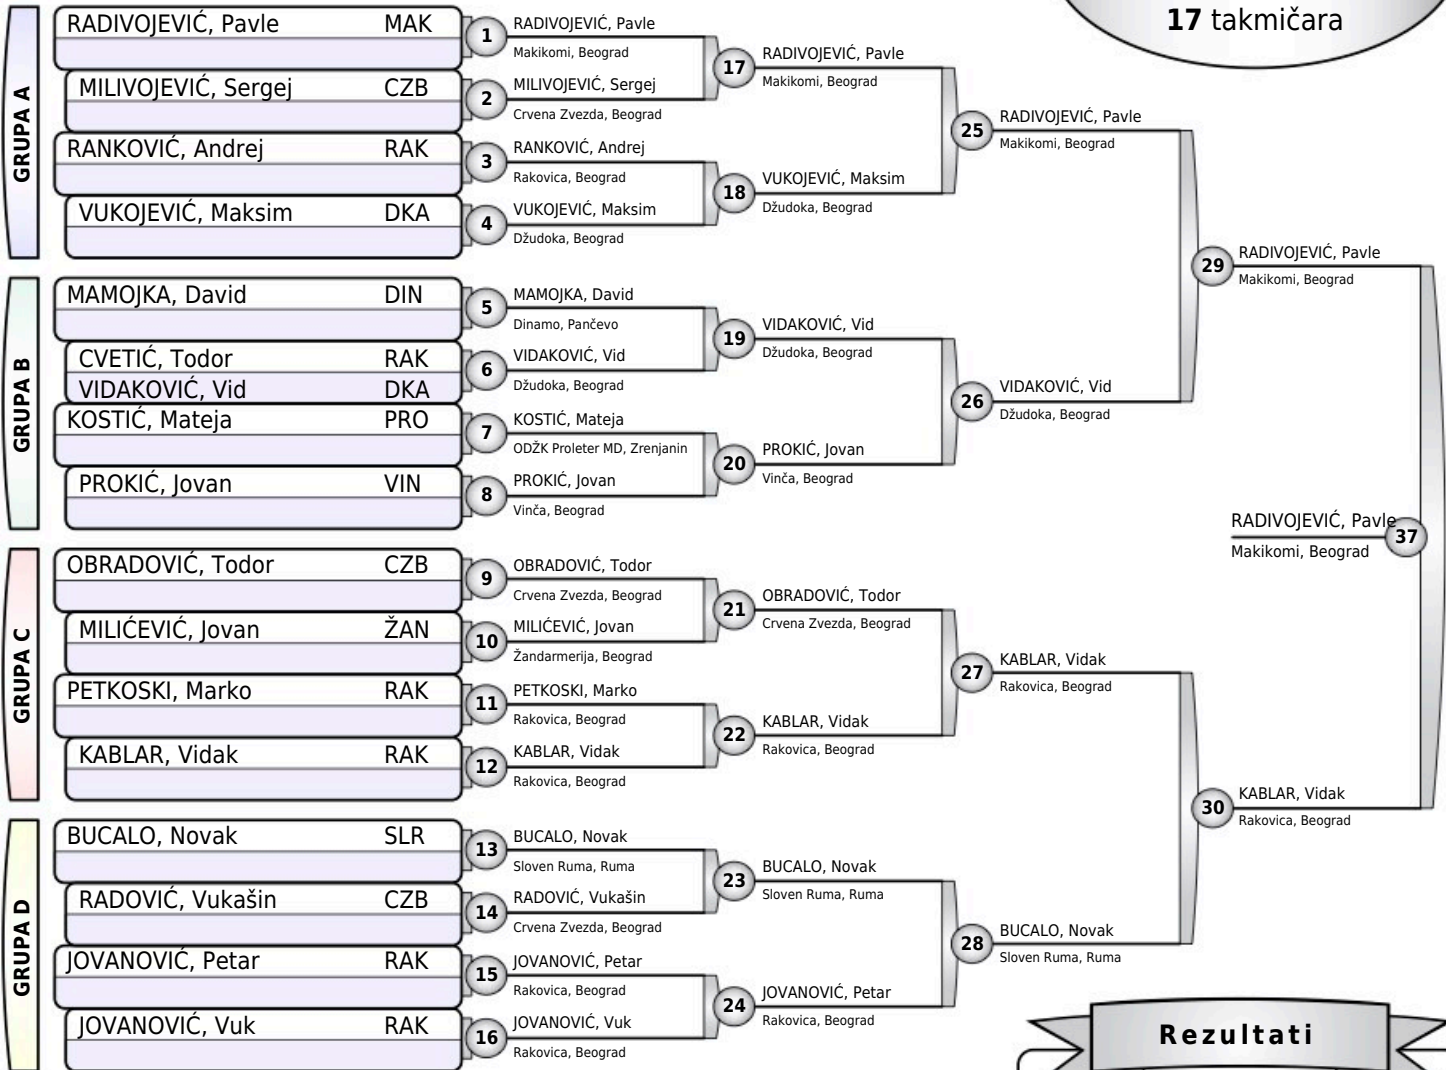 17 takmičara
GRUPA A
RADIVOJEVIĆ, Pavle MAK
MILIVOJEVIĆ, Sergej CZB
RANKOVIĆ, Andrej RAK
VUKOJEVIĆ, Maksim DKA
GRUPA B
MAMOJKA, David DIN
CVETIĆ, Todor RAK
VIDAKOVIĆ, Vid DKA
KOSTIĆ, Mateja PRO
PROKIĆ, Jovan VIN
GRUPA C
OBRADOVIĆ, Todor CZB
MILIĆEVIĆ, Jovan ŽAN
PETKOSKI, Marko RAK
KABLAR, Vidak RAK
GRUPA D
BUCALO, Novak SLR
RADOVIĆ, Vukašin CZB
JOVANOVIĆ, Petar RAK
JOVANOVIĆ, Vuk RAK
1 RADIVOJEVIĆ, Pavle
Makikomi, Beograd
2 MILIVOJEVIĆ, Sergej
Crvena Zvezda, Beograd
3 RANKOVIĆ, Andrej
Rakovica, Beograd
4 VUKOJEVIĆ, Maksim
Džudoka, Beograd
5 MAMOJKA, David
Dinamo, Pančevo
6 VIDAKOVIĆ, Vid
Džudoka, Beograd
7 KOSTIĆ, Mateja
ODŽK Proleter MD, Zrenjanin
8 PROKIĆ, Jovan
Vinča, Beograd
9 OBRADOVIĆ, Todor
Crvena Zvezda, Beograd
10 MILIĆEVIĆ, Jovan
Žandarmerija, Beograd
11 PETKOSKI, Marko
Rakovica, Beograd
12 KABLAR, Vidak
Rakovica, Beograd
13 BUCALO, Novak
Sloven Ruma, Ruma
14 RADOVIĆ, Vukašin
Crvena Zvezda, Beograd
15 JOVANOVIĆ, Petar
Rakovica, Beograd
16 JOVANOVIĆ, Vuk
Rakovica, Beograd
17 RADIVOJEVIĆ, Pavle
Makikomi, Beograd
18 VUKOJEVIĆ, Maksim
Džudoka, Beograd
19 VIDAKOVIĆ, Vid
Džudoka, Beograd
20 PROKIĆ, Jovan
Vinča, Beograd
21 OBRADOVIĆ, Todor
Crvena Zvezda, Beograd
22 KABLAR, Vidak
Rakovica, Beograd
23 BUCALO, Novak
Sloven Ruma, Ruma
24 JOVANOVIĆ, Petar
Rakovica, Beograd
25 RADIVOJEVIĆ, Pavle
Makikomi, Beograd
26 VIDAKOVIĆ, Vid
Džudoka, Beograd
27 KABLAR, Vidak
Rakovica, Beograd
28 BUCALO, Novak
Sloven Ruma, Ruma
29 RADIVOJEVIĆ, Pavle
Makikomi, Beograd
30 KABLAR, Vidak
Rakovica, Beograd
RADIVOJEVIĆ, Pavle 37
Makikomi, Beograd
Rezultati